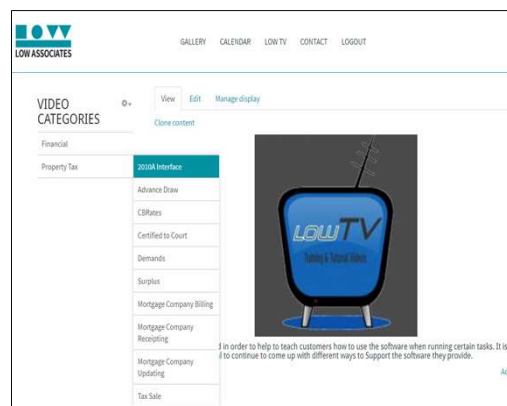 LOW ASSOCIATES
GALLERY CALENDAR LOW TV CONTACT LOGOUT
VIDEO
CATEGORIES
Financial
Property Tax
View Edit Manage display
Clone content
2010A Interface
Advance Draw
CBRates
Certified to Court
Demands
Surplus
Mortgage Company Billing
Mortgage Company
Receipting
Mortgage Company
Updating
Tax Sale
LOW TV
Training & Tutorial Videos
d in order to help to teach customers how to use the software when running certain tasks. It is
l to continue to come up with different ways to Support the software they provide.